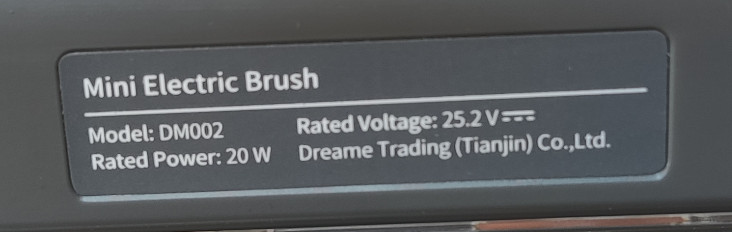 Mini Electric Brush
Model: DM002 Rated Voltage: 25.2 V⎓
Rated Power: 20 W Dreame Trading (Tianjin) Co.,Ltd.